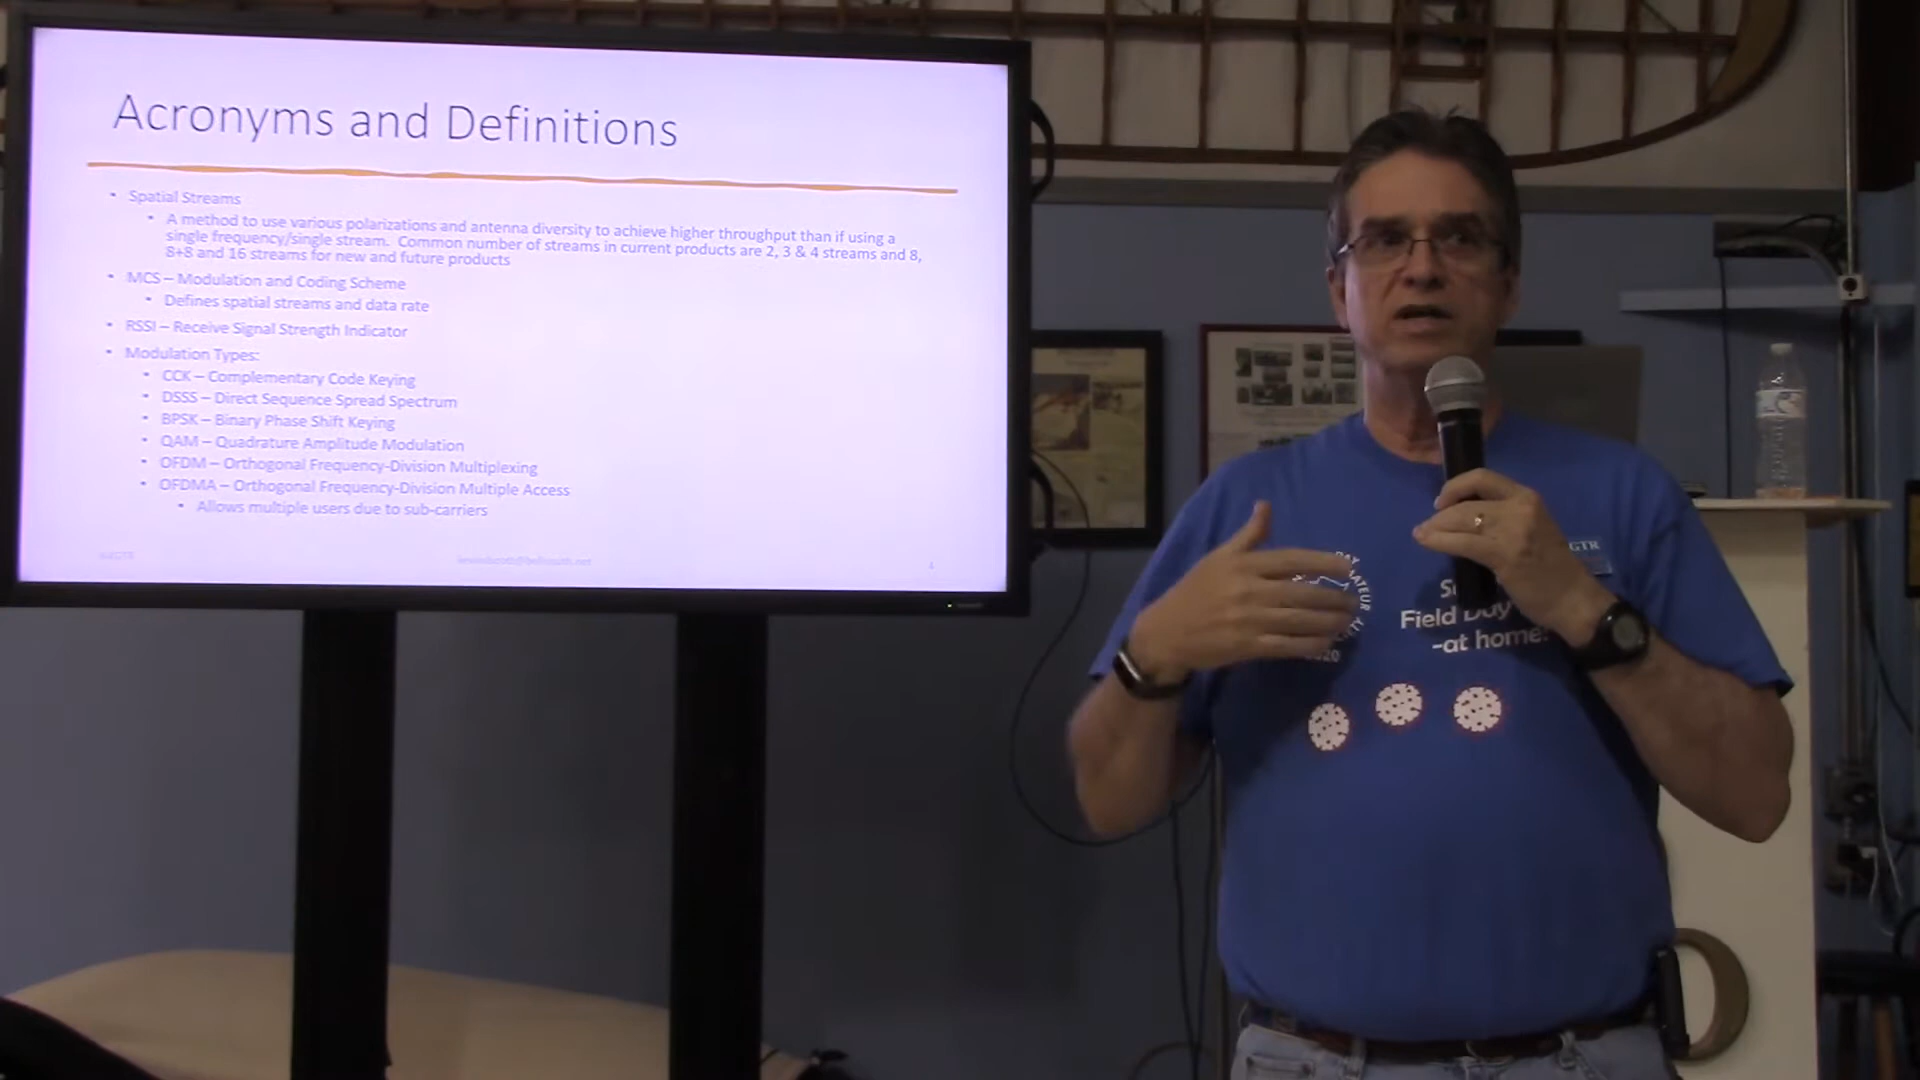 Acronyms and Definitions
• Spatial Streams
• A method to use various polarizations and antenna diversity to achieve higher throughput than if using a
single frequency/single stream. Common number of streams in current products are 2, 3 & 4 streams and 8,
8+8 and 16 streams for new and future products
• MCS – Modulation and Coding Scheme
• Defines spatial streams and data rate
• RSSI – Receive Signal Strength Indicator
• Modulation Types:
• CCK – Complementary Code Keying
• DSSS – Direct Sequence Spread Spectrum
• BPSK – Binary Phase Shift Keying
• QAM – Quadrature Amplitude Modulation
• OFDM – Orthogonal Frequency-Division Multiplexing
• OFDMA – Orthogonal Frequency-Division Multiple Access
• Allows multiple users due to sub-carriers
GTR
Field Day
-at home!